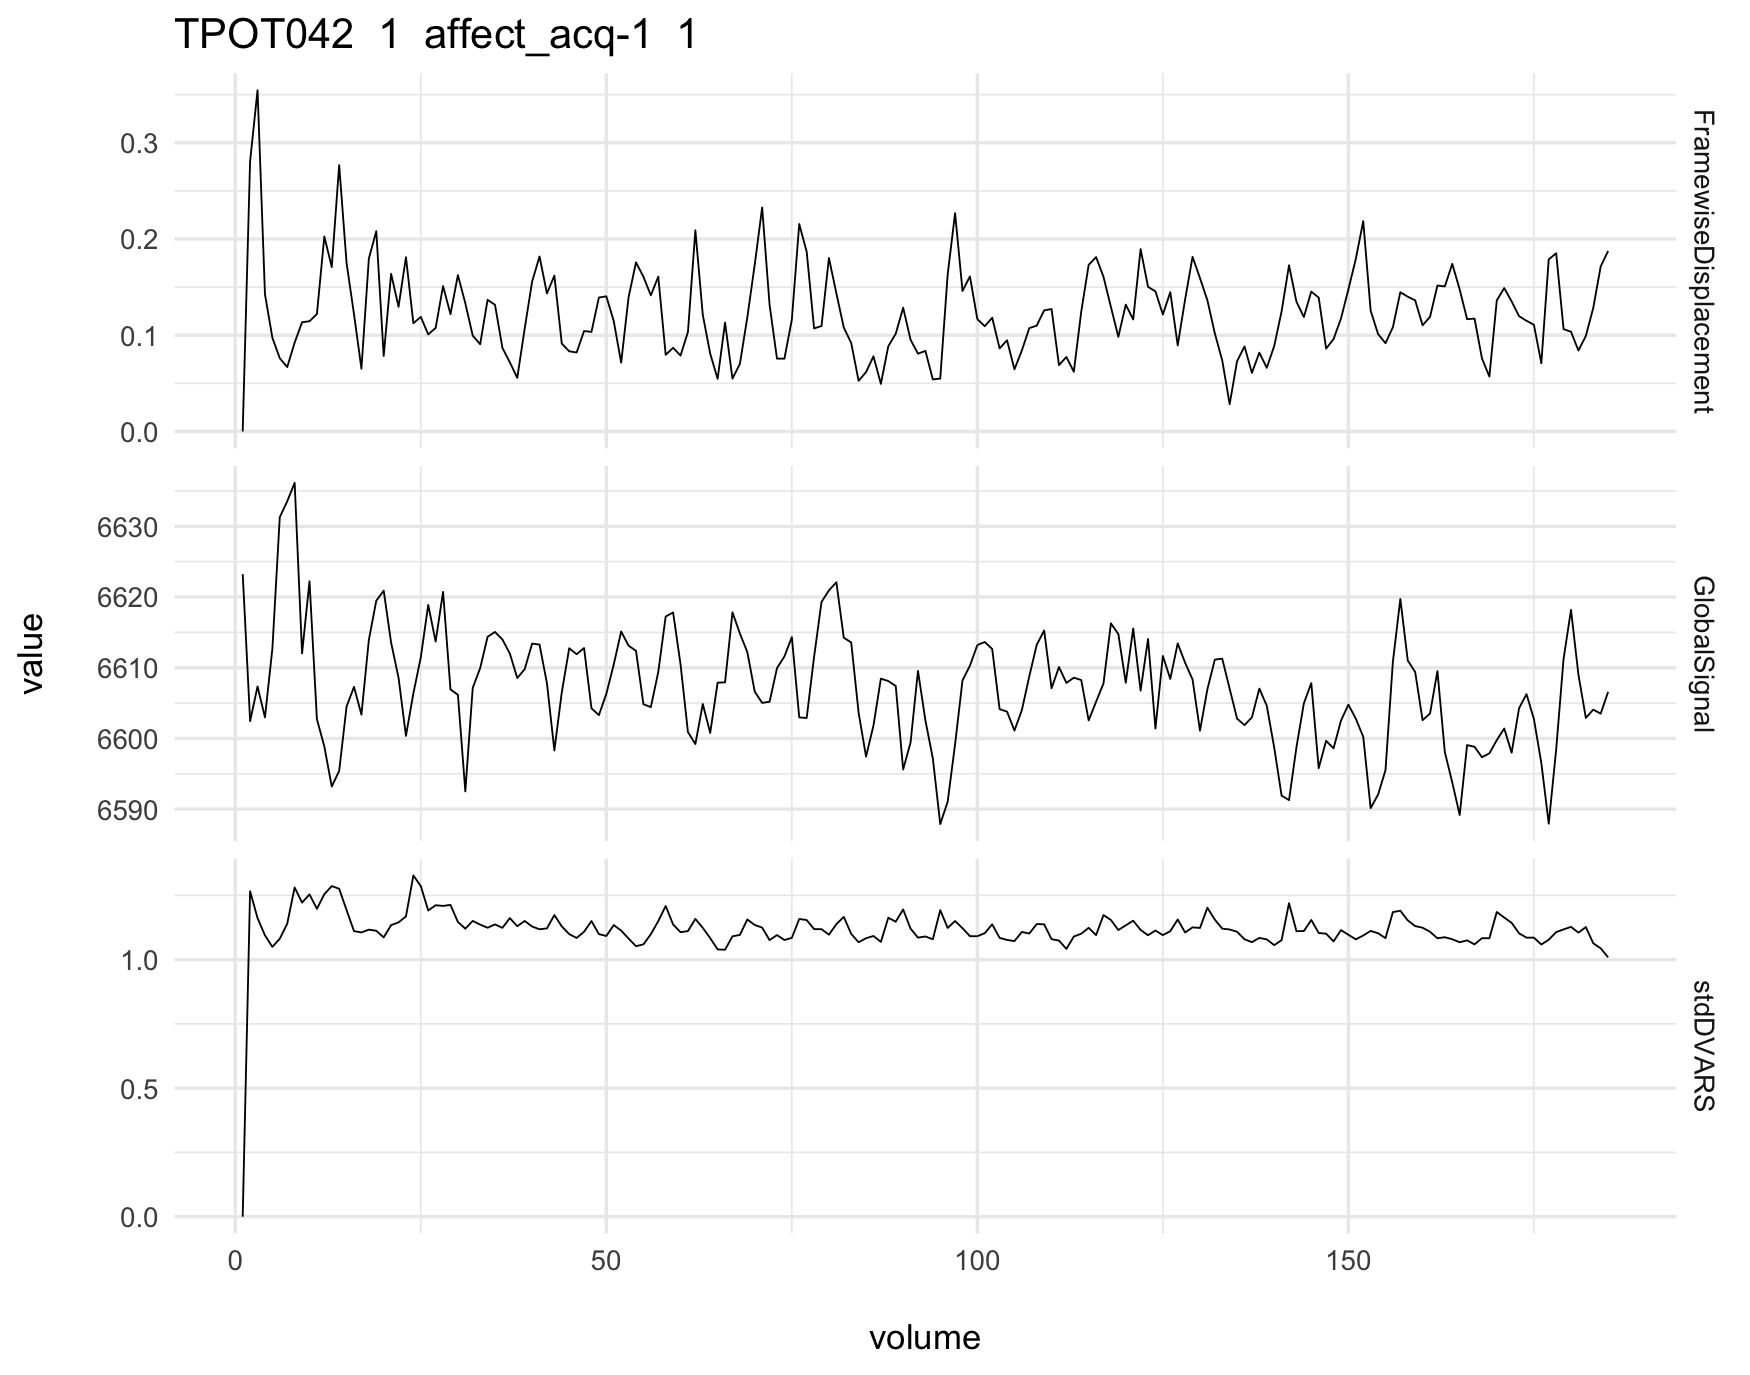 TPOT042 1 affect_acq-1 1
0.3
0.2
0.1
0.0
FramewiseDisplacement
6630
6620
6610
6600
6590
GlobalSignal
1.0
0.5
0.0
stdDVARS
0 50 100 150
value
volume